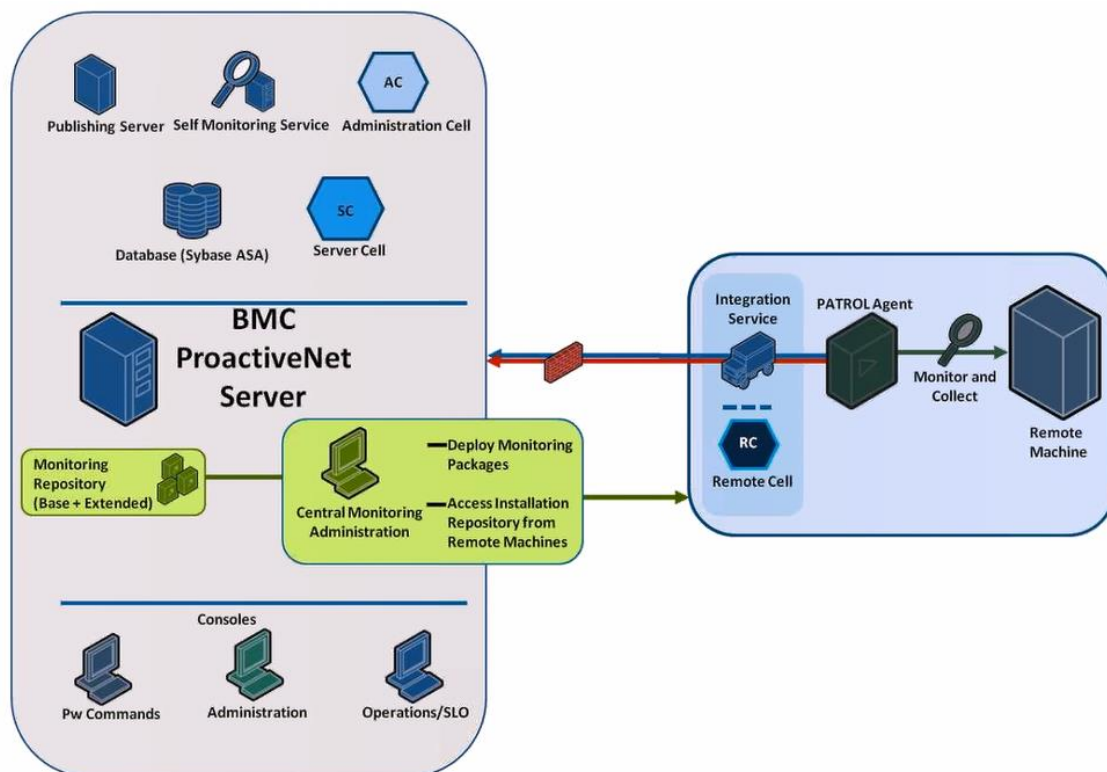 AC
Publishing Server
Self Monitoring Service
Administration Cell
SC
Database (Sybase ASA)
Server Cell
BMC
ProactiveNet
Server
Monitoring
Repository
(Base + Extended)
Central Monitoring
Administration
Deploy Monitoring
Packages
Access Installation
Repository from
Remote Machines
Consoles
Pw Commands
Administration
Operations/SLO
Integration
Service
RC
Remote Cell
PATROL Agent
Monitor and
Collect
Remote
Machine